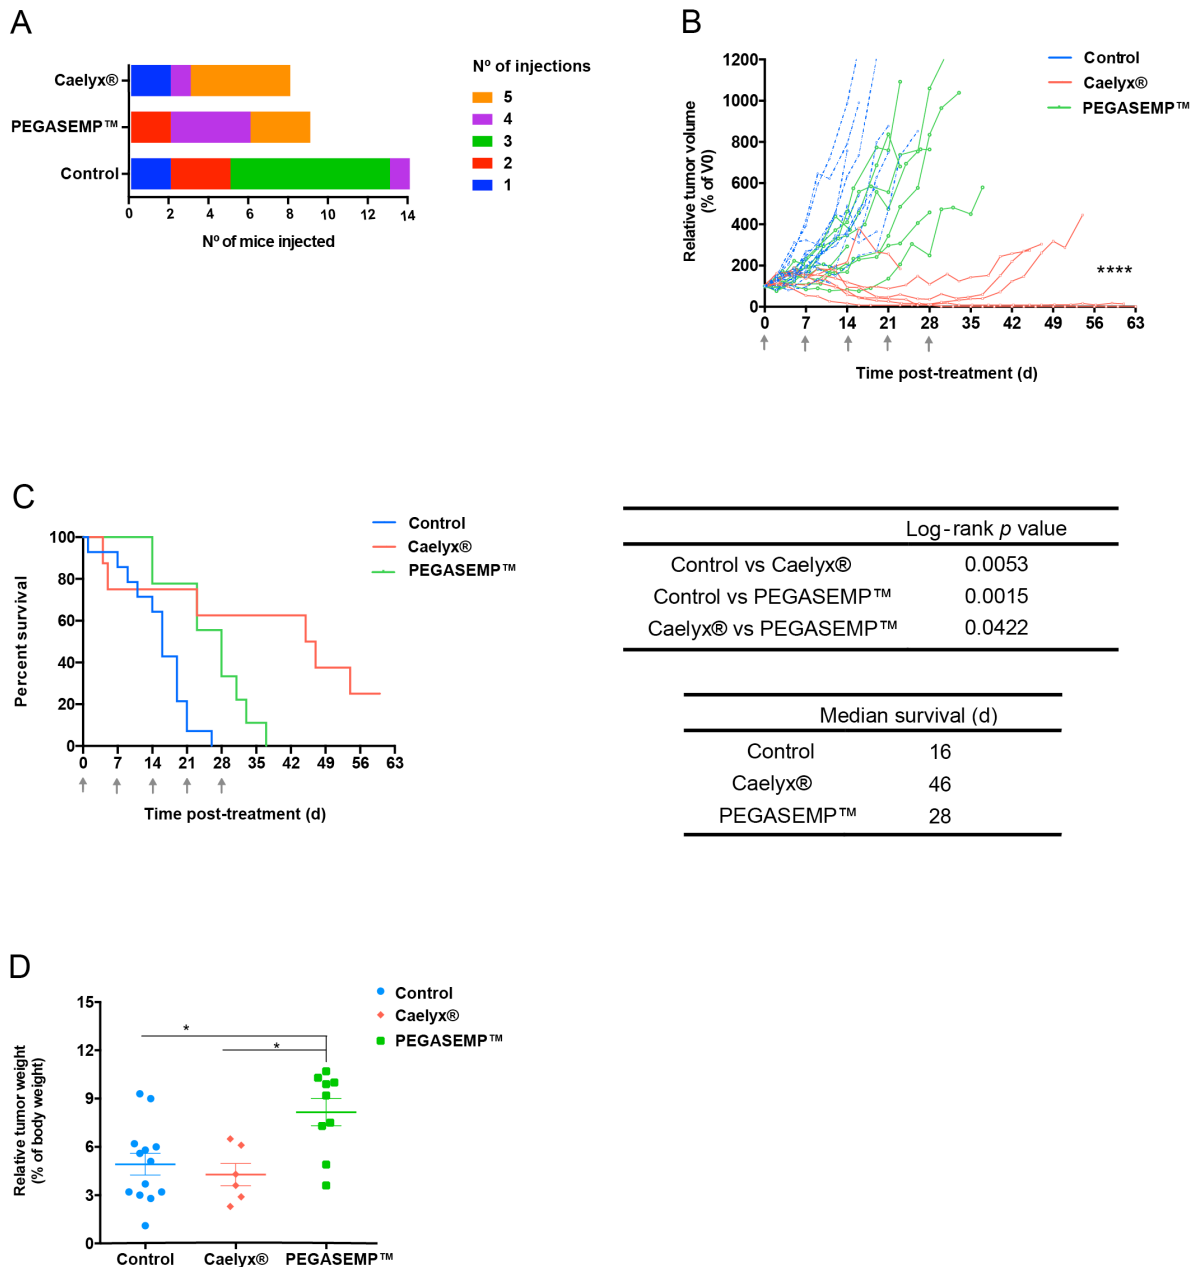 A
Caelyx®
PEGASEMP™
Control
0 2 4 6 8 10 12 14
Nº of mice injected
Nº of injections
5
4
3
2
1
B
1200
1000
800
600
400
200
0
Relative tumor volume
(% of V0)
0 7 14 21 28 35 42 49 56 63
Time post-treatment (d)
****
Control
Caelyx®
PEGASEMP™
C
100
80
60
40
20
0
Percent survival
0 7 14 21 28 35 42 49 56 63
Time post-treatment (d)
Control
Caelyx®
PEGASEMP™
Log-rank p value
Control vs Caelyx® 0.0053
Control vs PEGASEMP™ 0.0015
Caelyx® vs PEGASEMP™ 0.0422
Median survival (d)
Control 16
Caelyx® 46
PEGASEMP™ 28
D
15
12
9
6
3
0
Relative tumor weight
(% of body weight)
*
*
Control Caelyx® PEGASEMP™
Control
Caelyx®
PEGASEMP™